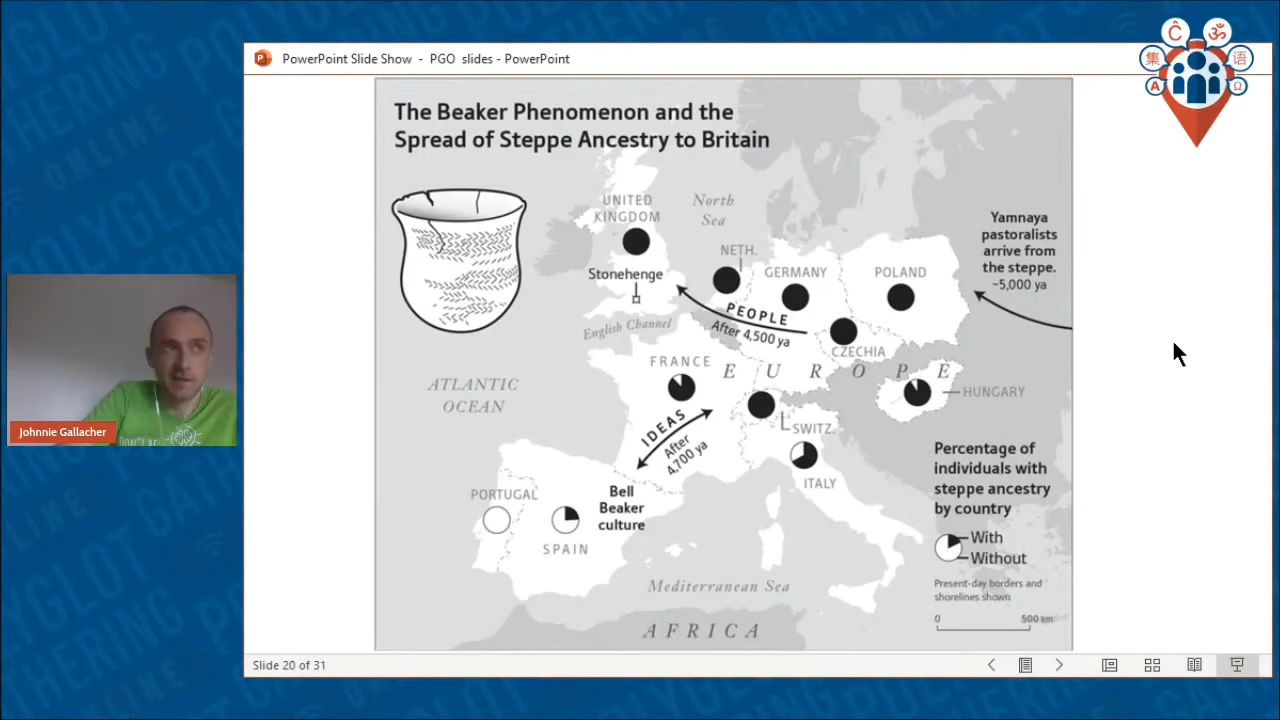 PowerPoint Slide Show - PGO slides - PowerPoint
Ĉ
ॐ
集
语
A
Ω
The Beaker Phenomenon and the
Spread of Steppe Ancestry to Britain
UNITED
KINGDOM
North
Sea
Yamnaya
pastoralists
arrive from
the steppe.
~5,000 ya
NETH.
GERMANY
POLAND
Stonehenge
PEOPLE
After 4,500 ya
English Channel
CZECHIA
FRANCE
EUROPE
HUNGARY
ATLANTIC
OCEAN
IDEAS
After
4,700 ya
SWITZ.
ITALY
Percentage of
individuals with
steppe ancestry
by country
With
Without
Present-day borders and
shorelines shown
0 500 km
PORTUGAL
SPAIN
Bell
Beaker
culture
Mediterranean Sea
AFRICA
Johnnie Gallacher
Slide 20 of 31